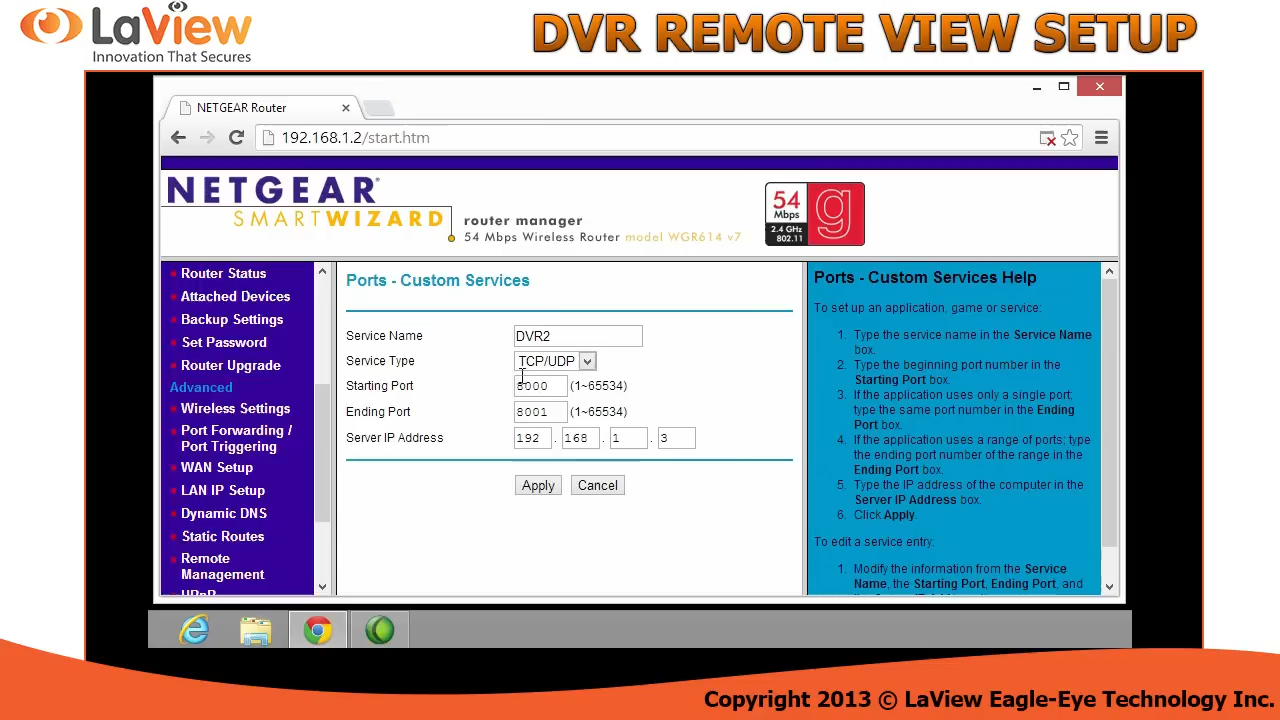 LaView
Innovation That Secures
DVR REMOTE VIEW SETUP
NETGEAR Router
192.168.1.2/start.htm
NETGEAR®
SMARTWIZARD
router manager
54 Mbps Wireless Router model WGR614 v7
54
Mbps
2.4 GHz
802.11
g
Router Status
Attached Devices
Backup Settings
Set Password
Router Upgrade
Advanced
Wireless Settings
Port Forwarding /
Port Triggering
WAN Setup
LAN IP Setup
Dynamic DNS
Static Routes
Remote
Management
UPnP
Ports - Custom Services
Service Name DVR2
Service Type TCP/UDP
Starting Port 8000 (1~65534)
Ending Port 8001 (1~65534)
Server IP Address 192 . 168 . 1 . 3
Apply Cancel
Ports - Custom Services Help
To set up an application, game or service:
1. Type the service name in the Service Name
box.
2. Type the beginning port number in the
Starting Port box.
3. If the application uses only a single port;
type the same port number in the Ending
Port box.
4. If the application uses a range of ports; type
the ending port number of the range in the
Ending Port box.
5. Type the IP address of the computer in the
Server IP Address box.
6. Click Apply.
To edit a service entry:
1. Modify the information from the Service
Name, the Starting Port, Ending Port, and
Copyright 2013 © LaView Eagle-Eye Technology Inc.